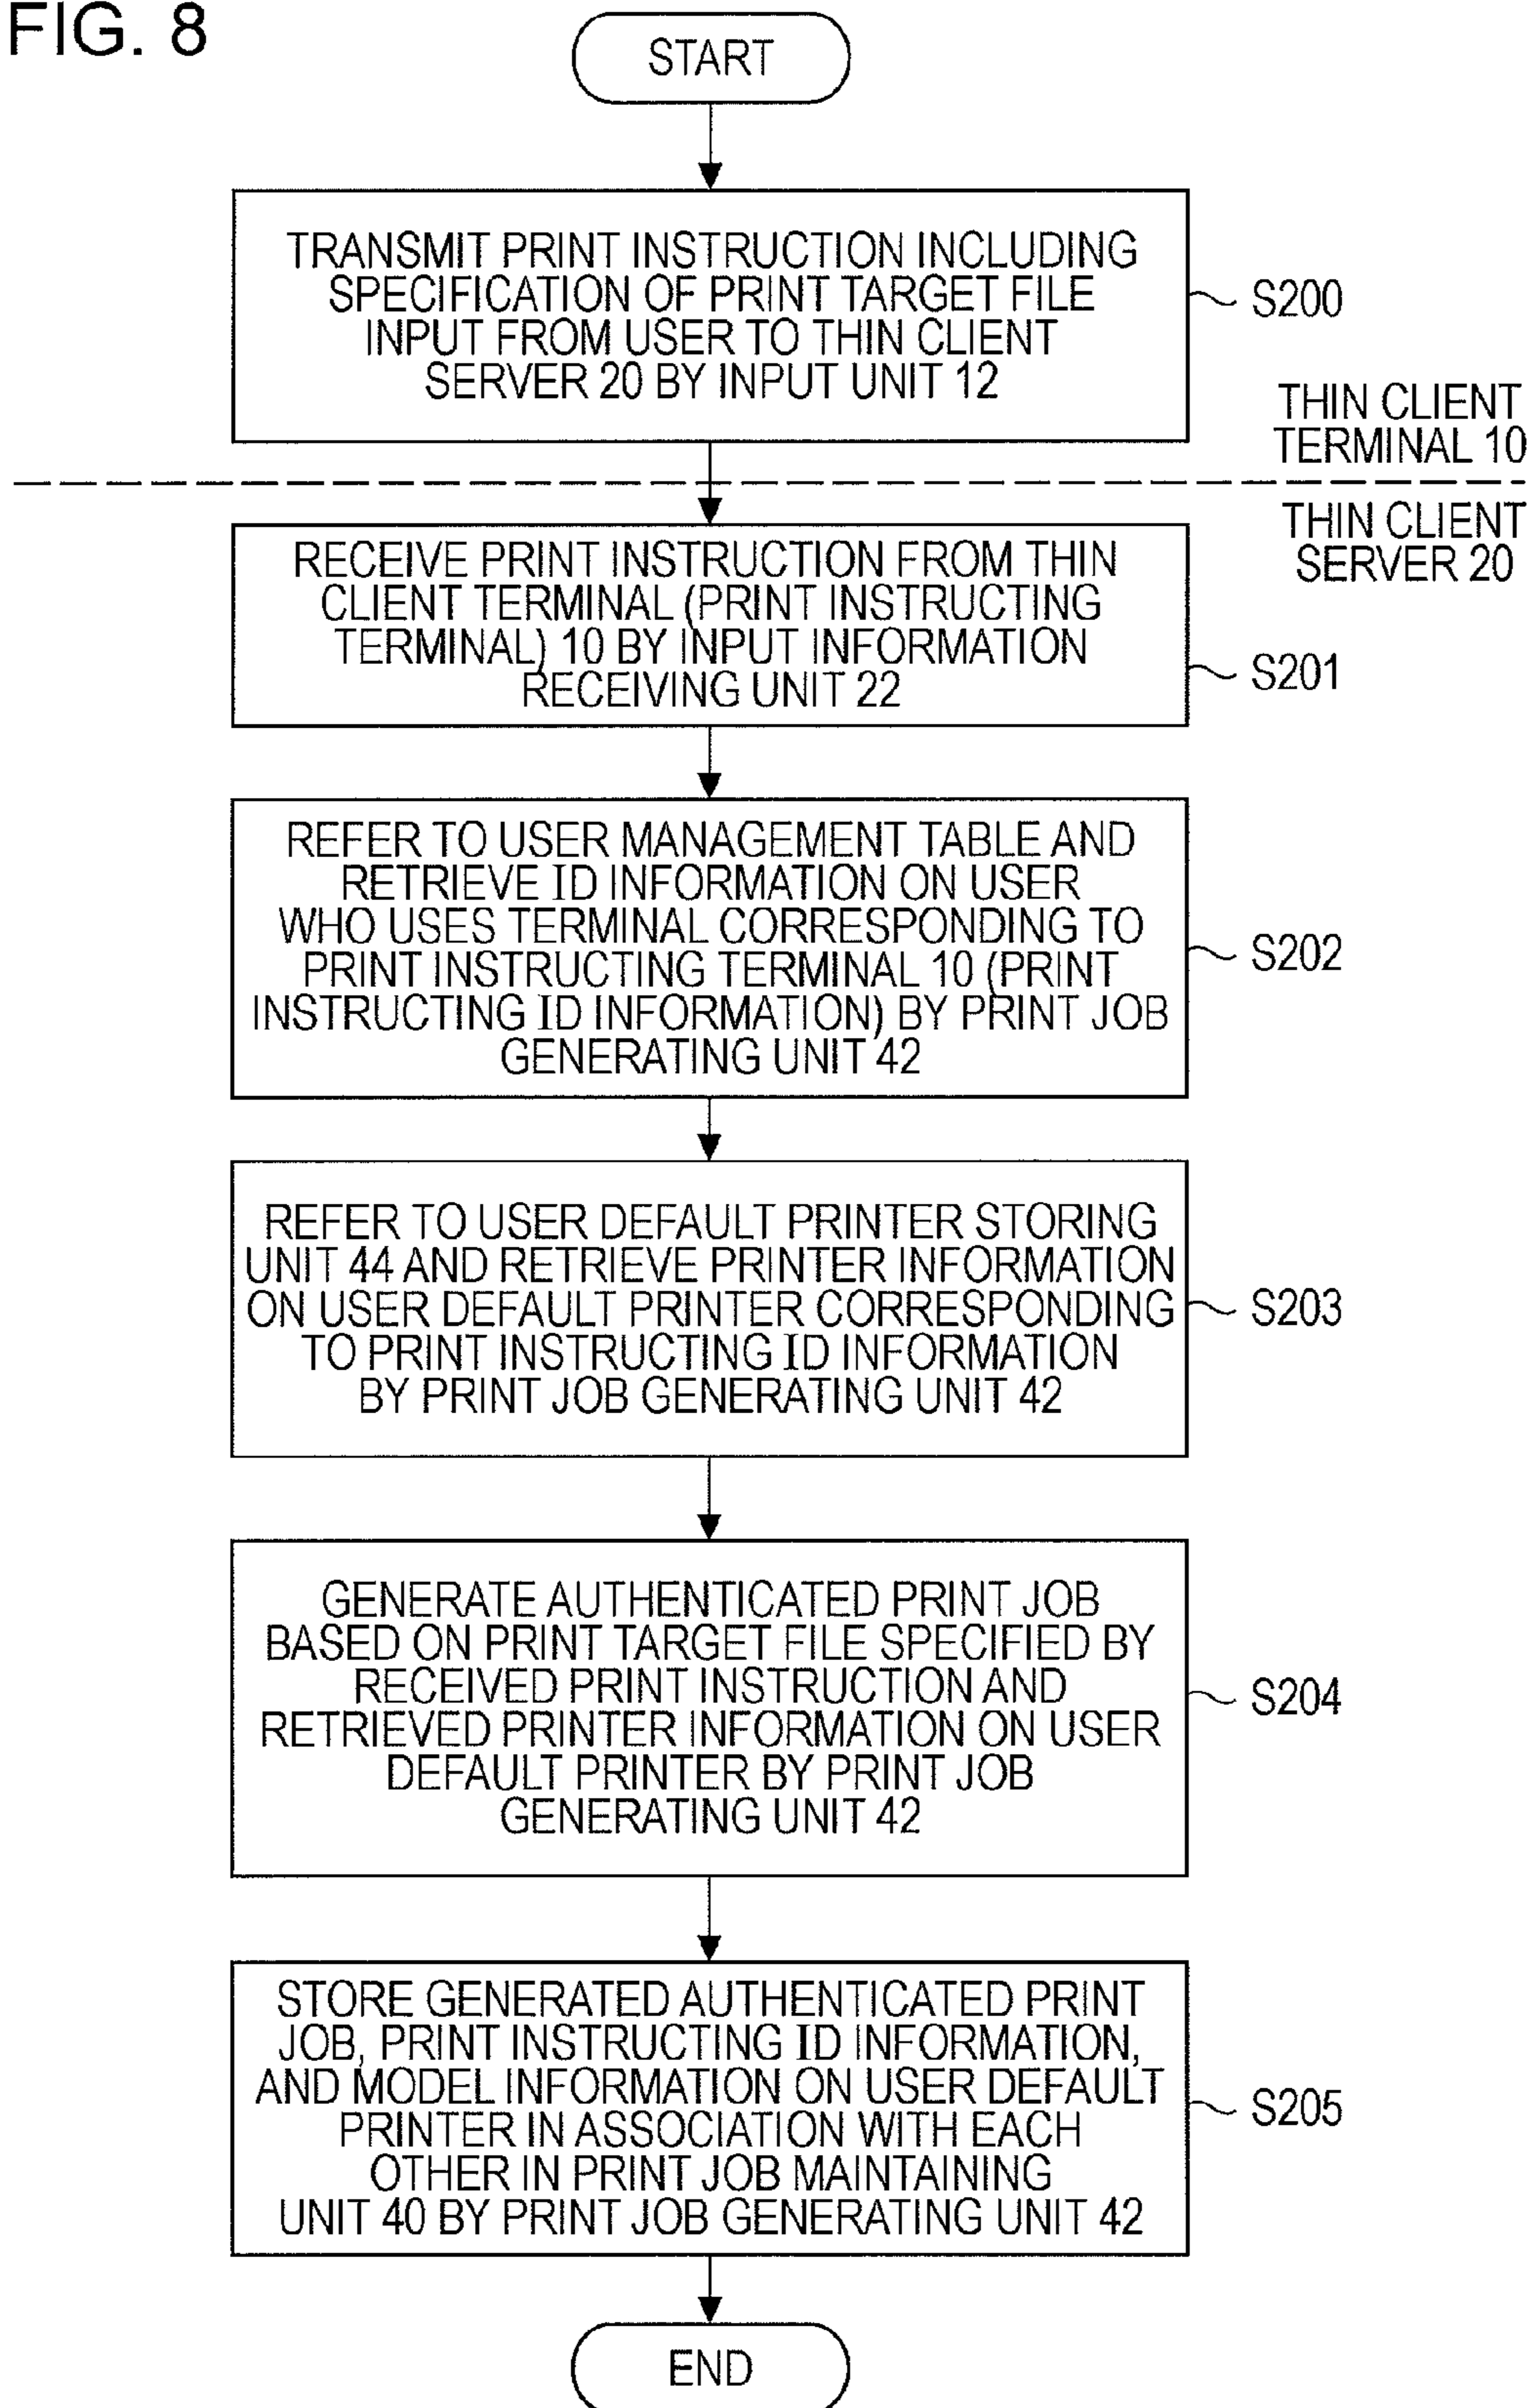 FIG. 8
START
TRANSMIT PRINT INSTRUCTION INCLUDING
SPECIFICATION OF PRINT TARGET FILE
INPUT FROM USER TO THIN CLIENT
SERVER 20 BY INPUT UNIT 12
S200
THIN CLIENT
TERMINAL 10
THIN CLIENT
SERVER 20
RECEIVE PRINT INSTRUCTION FROM THIN
CLIENT TERMINAL (PRINT INSTRUCTING
TERMINAL) 10 BY INPUT INFORMATION
RECEIVING UNIT 22
S201
REFER TO USER MANAGEMENT TABLE AND
RETRIEVE ID INFORMATION ON USER
WHO USES TERMINAL CORRESPONDING TO
PRINT INSTRUCTING TERMINAL 10 (PRINT
INSTRUCTING ID INFORMATION) BY PRINT JOB
GENERATING UNIT 42
S202
REFER TO USER DEFAULT PRINTER STORING
UNIT 44 AND RETRIEVE PRINTER INFORMATION
ON USER DEFAULT PRINTER CORRESPONDING
TO PRINT INSTRUCTING ID INFORMATION
BY PRINT JOB GENERATING UNIT 42
S203
GENERATE AUTHENTICATED PRINT JOB
BASED ON PRINT TARGET FILE SPECIFIED BY
RECEIVED PRINT INSTRUCTION AND
RETRIEVED PRINTER INFORMATION ON USER
DEFAULT PRINTER BY PRINT JOB
GENERATING UNIT 42
S204
STORE GENERATED AUTHENTICATED PRINT
JOB, PRINT INSTRUCTING ID INFORMATION,
AND MODEL INFORMATION ON USER DEFAULT
PRINTER IN ASSOCIATION WITH EACH
OTHER IN PRINT JOB MAINTAINING
UNIT 40 BY PRINT JOB GENERATING UNIT 42
S205
END